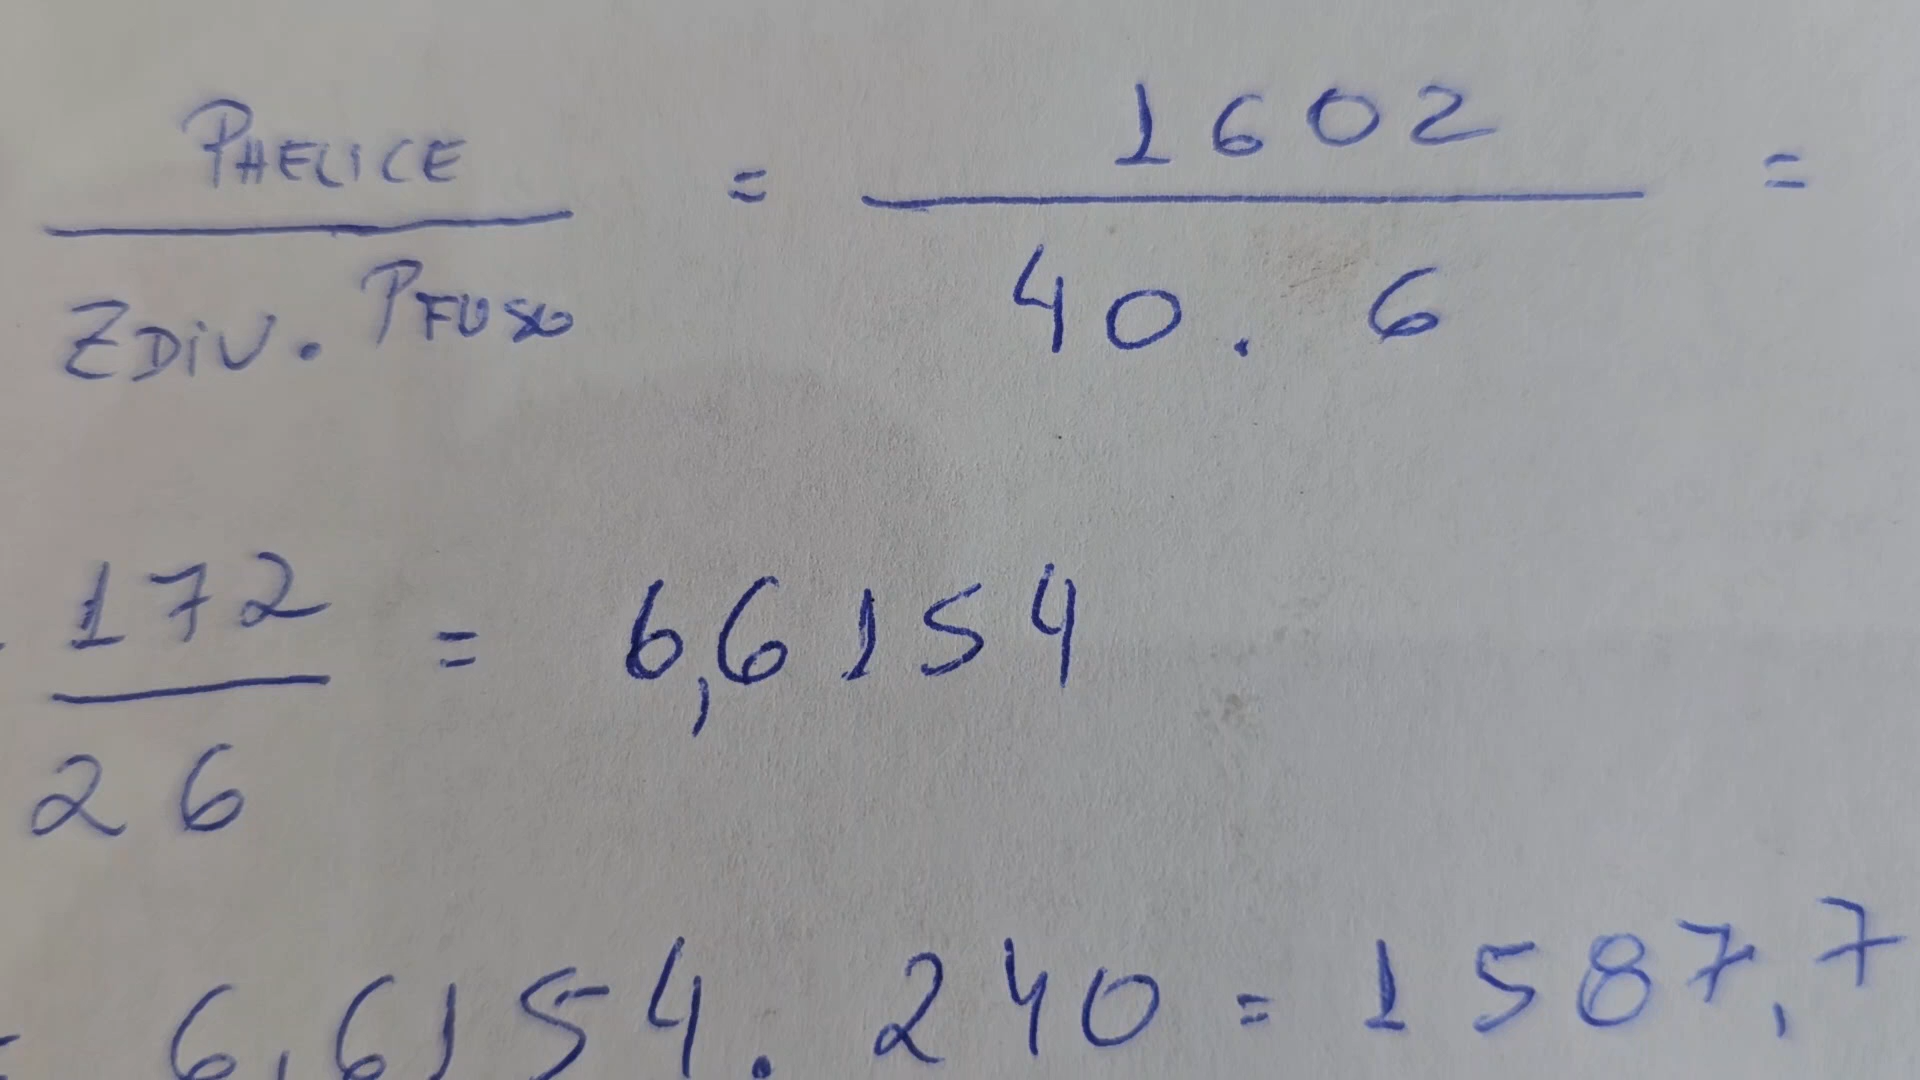 PHELICE = 1602 =
ZDIV. PFUSO 40. 6
172 = 6,6154
26
= 6,6154. 240 = 1587,7